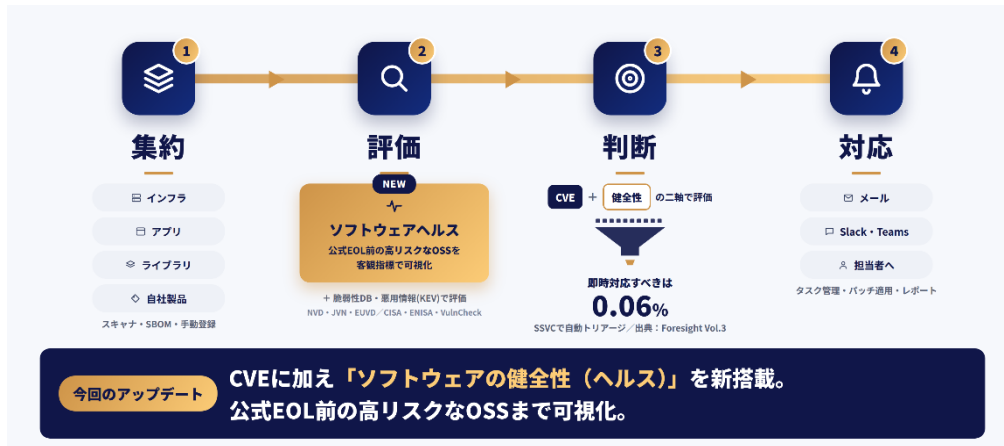 1
集約
インフラ
アプリ
ライブラリ
自社製品
スキャナ・SBOM・手動登録
2
評価
NEW
ソフトウェアヘルス
公式EOL前の高リスクなOSSを
客観指標で可視化
＋ 脆弱性DB・悪用情報(KEV)で評価
NVD・JVN・EUVD／CISA・ENISA・VulnCheck
3
判断
CVE + 健全性 の二軸で評価
即時対応すべきは
0.06%
SSVCで自動トリアージ／出典：Foresight Vol.3
4
対応
メール
Slack・Teams
担当者へ
タスク管理・パッチ適用・レポート
今回のアップデート
CVEに加え「ソフトウェアの健全性（ヘルス）」を新搭載。
公式EOL前の高リスクなOSSまで可視化。